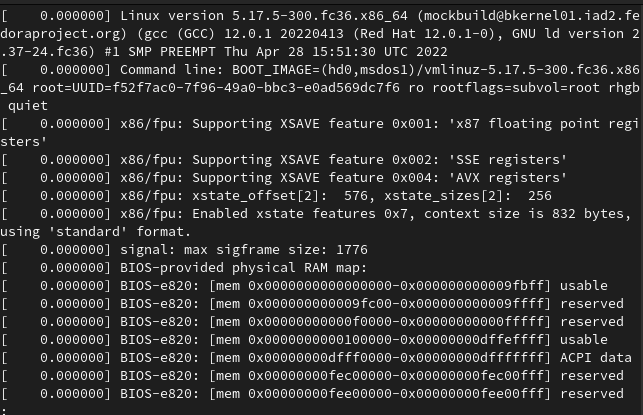 [    0.000000] Linux version 5.17.5-300.fc36.x86_64 (mockbuild@bkernel01.iad2.fe
doraproject.org) (gcc (GCC) 12.0.1 20220413 (Red Hat 12.0.1-0), GNU ld version 2
.37-24.fc36) #1 SMP PREEMPT Thu Apr 28 15:51:30 UTC 2022
[    0.000000] Command line: BOOT_IMAGE=(hd0,msdos1)/vmlinuz-5.17.5-300.fc36.x86
_64 root=UUID=f52f7ac0-7f96-49a0-bbc3-e0ad569dc7f6 ro rootflags=subvol=root rhgb
 quiet
[    0.000000] x86/fpu: Supporting XSAVE feature 0x001: 'x87 floating point regi
sters'
[    0.000000] x86/fpu: Supporting XSAVE feature 0x002: 'SSE registers'
[    0.000000] x86/fpu: Supporting XSAVE feature 0x004: 'AVX registers'
[    0.000000] x86/fpu: xstate_offset[2]:  576, xstate_sizes[2]:  256
[    0.000000] x86/fpu: Enabled xstate features 0x7, context size is 832 bytes,
using 'standard' format.
[    0.000000] signal: max sigframe size: 1776
[    0.000000] BIOS-provided physical RAM map:
[    0.000000] BIOS-e820: [mem 0x0000000000000000-0x000000000009fbff] usable
[    0.000000] BIOS-e820: [mem 0x000000000009fc00-0x000000000009ffff] reserved
[    0.000000] BIOS-e820: [mem 0x00000000000f0000-0x00000000000fffff] reserved
[    0.000000] BIOS-e820: [mem 0x0000000000100000-0x00000000dffeffff] usable
[    0.000000] BIOS-e820: [mem 0x00000000dfff0000-0x00000000dfffffff] ACPI data
[    0.000000] BIOS-e820: [mem 0x00000000fec00000-0x00000000fec00fff] reserved
[    0.000000] BIOS-e820: [mem 0x00000000fee00000-0x00000000fee00fff] reserved
: